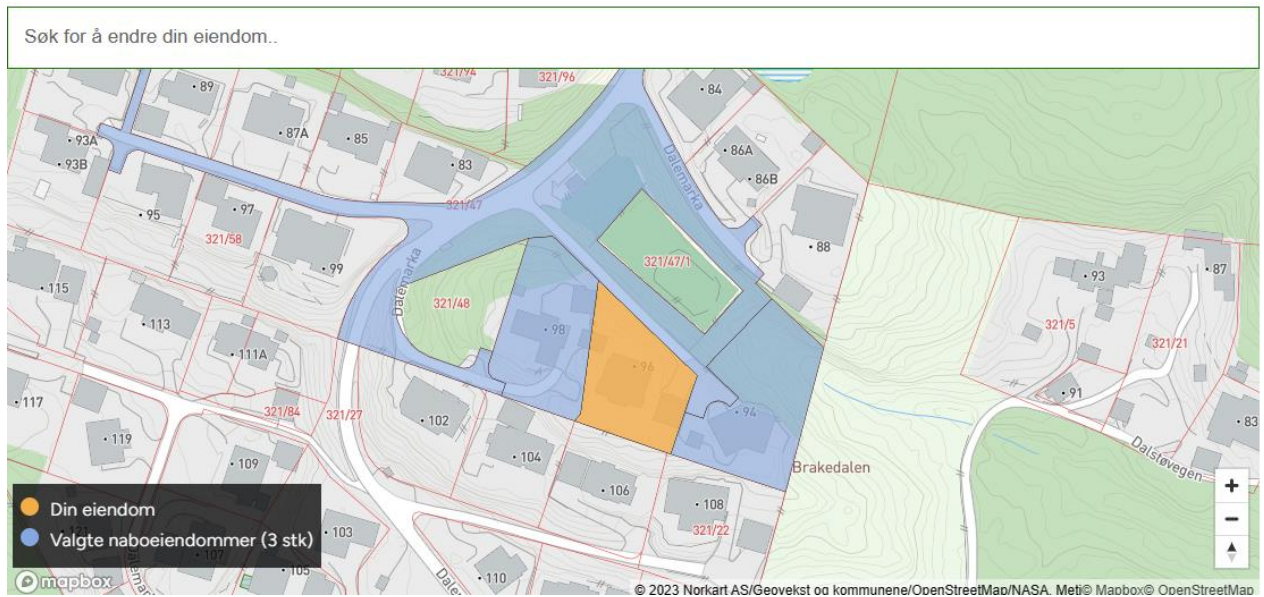 Søk for å endre din eiendom..
321/94
321/96
89
84
87A
85
93A
93B
83
86A
86B
Dalemarka
95
97
321/47
321/58
99
88
321/47/1
Dalemarka
93
87
115
321/48
113
98
321/5
321/21
111A
96
91
117
321/84
321/27
102
94
83
119
104
Dalstøvegen
109
106
Brakedalen
108
321/22
Din eiendom
Valgte naboeiendommer (3 stk)
103
107
105
110
mapbox
© 2023 Norkart AS/Geovekst og kommunene/OpenStreetMap/NASA, Meti© Mapbox© OpenStreetMap